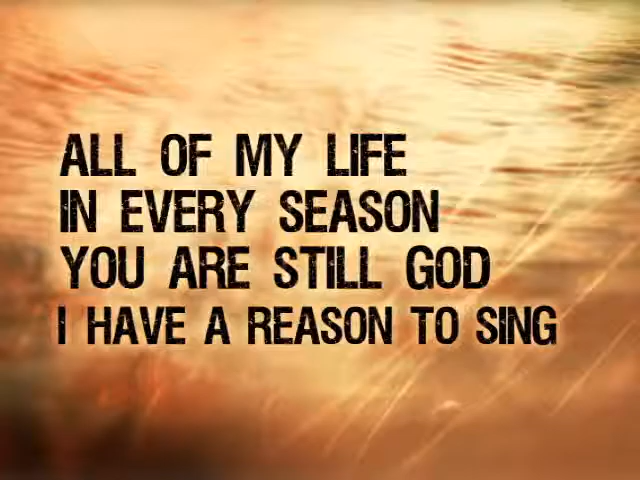 ALL OF MY LIFE
IN EVERY SEASON
YOU ARE STILL GOD
I HAVE A REASON TO SING